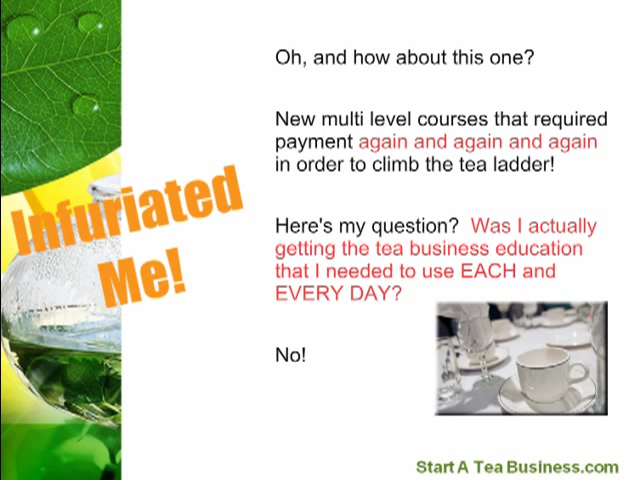 Oh, and how about this one?
New multi level courses that required
payment again and again and again
in order to climb the tea ladder!
Infuriated
Me!
Here's my question? Was I actually
getting the tea business education
that I needed to use EACH and
EVERY DAY?
No!
Start A Tea Business.com